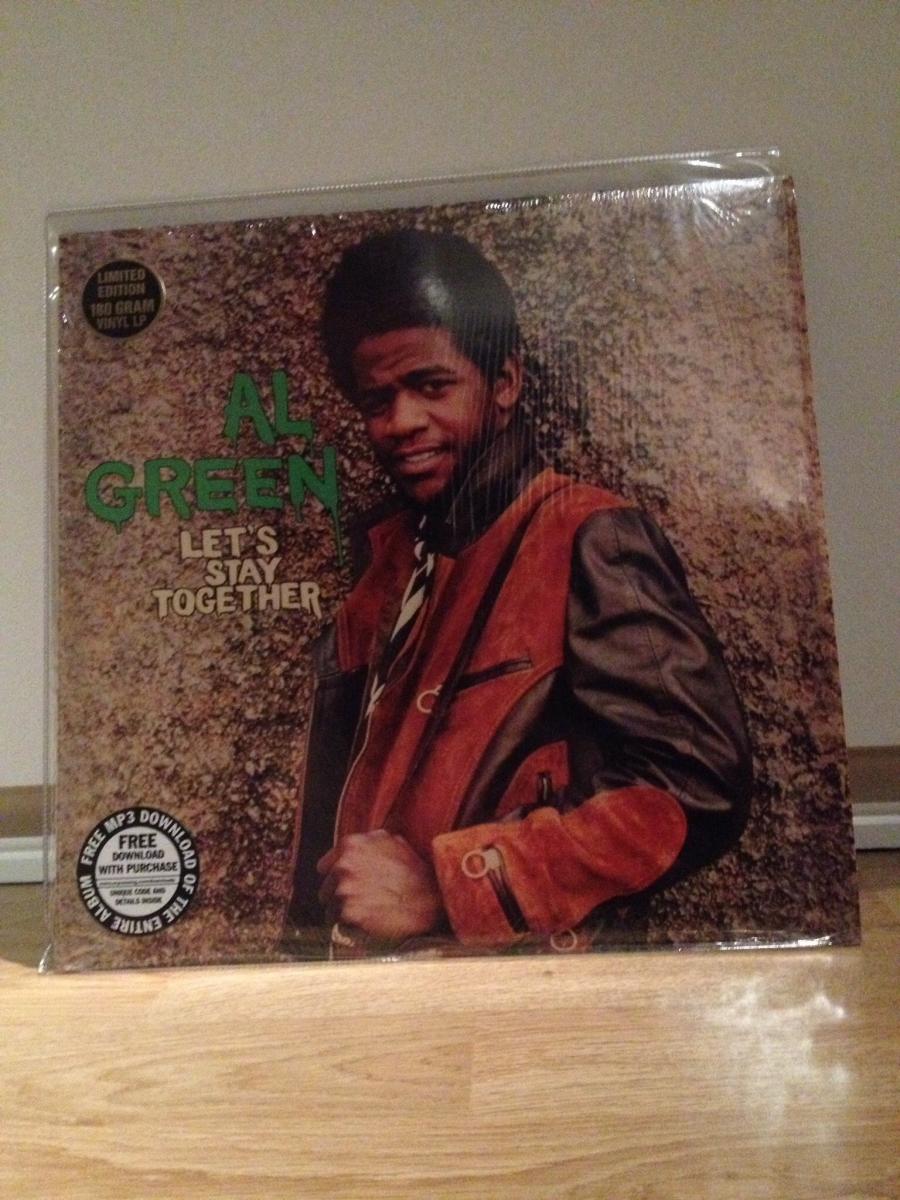 LIMITED
EDITION
180 GRAM
VINYL LP
AL
GREEN
LET'S
STAY
TOGETHER
FREE MP3 DOWNLOAD OF THE ENTIRE ALBUM
FREE
DOWNLOAD
WITH PURCHASE
UNIQUE CODE AND
DETAILS INSIDE